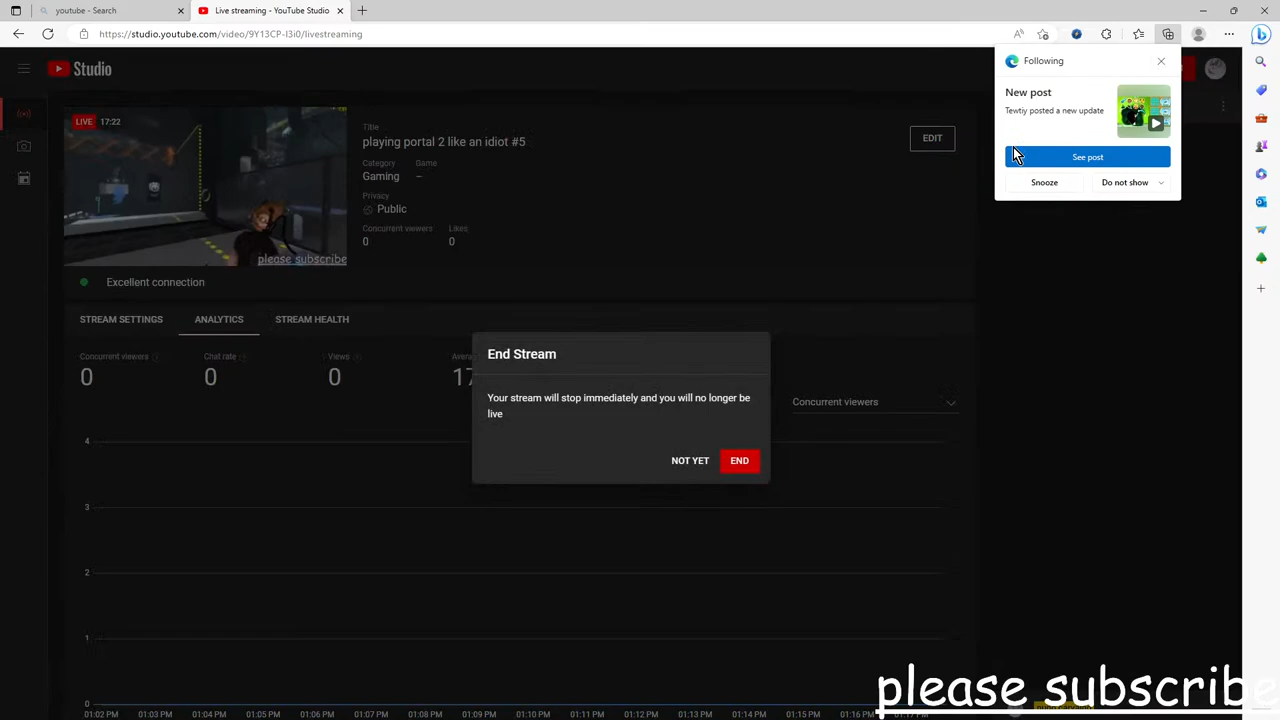 youtube - Search
Live streaming - YouTube Studio
https://studio.youtube.com/video/9Y13CP-I3i0/livestreaming
Studio
Following
New post
Tewtiy posted a new update
See post
Snooze
Do not show
LIVE 17:22
please subscribe
Title
playing portal 2 like an idiot #5
Category
Game
Gaming
–
Privacy
Public
Concurrent viewers
Likes
0
0
EDIT
Excellent connection
STREAM SETTINGS
ANALYTICS
STREAM HEALTH
Concurrent viewers
Chat rate
Views
0
0
0
Concurrent viewers
End Stream
Your stream will stop immediately and you will no longer be
live
NOT YET
END
4
3
2
1
0
01:02 PM 01:03 PM 01:04 PM 01:05 PM 01:06 PM 01:07 PM 01:08 PM 01:09 PM 01:10 PM 01:11 PM 01:12 PM 01:13 PM 01:14 PM 01:15 PM 01:16 PM
please subscribe